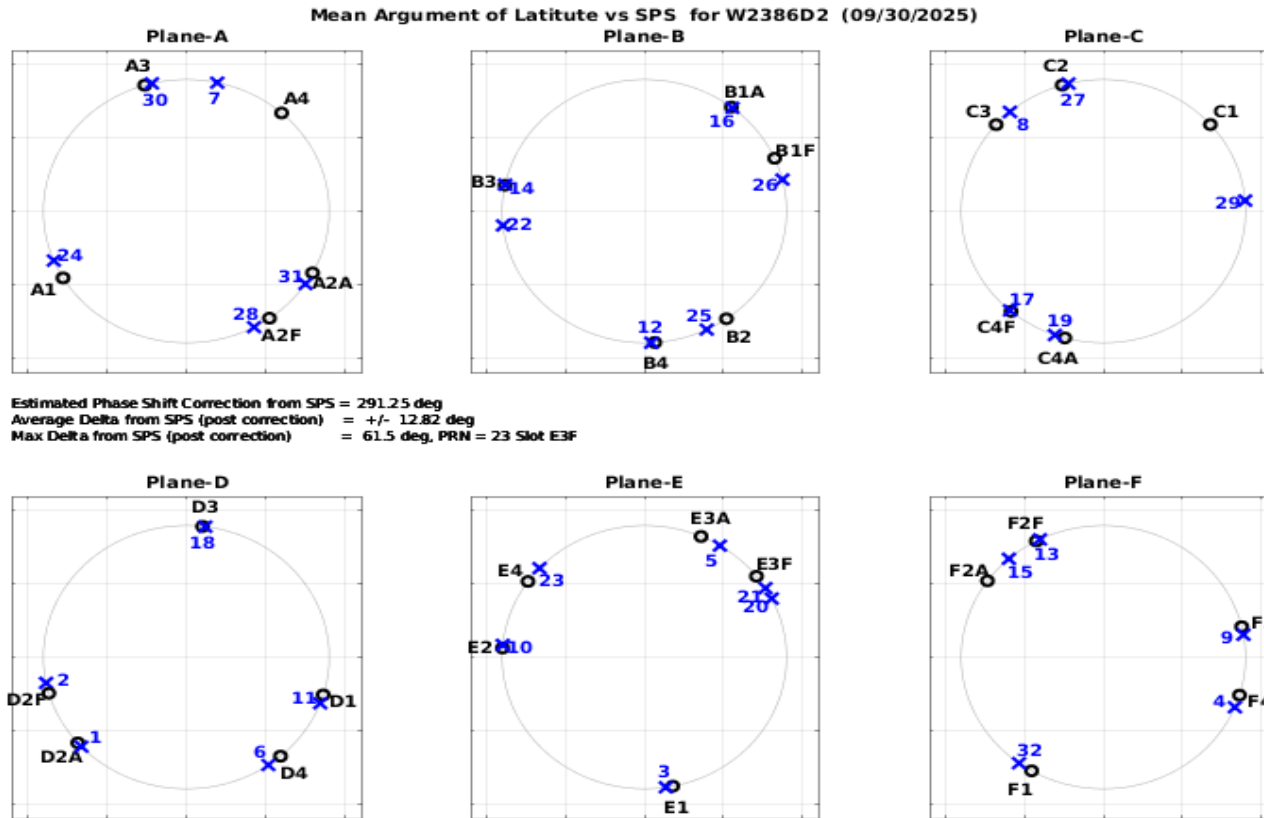 Mean Argument of Latitute vs SPS for W2386D2 (09/30/2025)
Plane-A
Plane-B
Plane-C
A3
30
7
A4
24
A1
31
A2A
28
A2F
B1A
16
B1F
26
B3
14
22
25
B2
12
B4
C2
27
C3
8
C1
29
17
C4F
19
C4A
Estimated Phase Shift Correction from SPS = 291.25 deg
Average Delta from SPS (post correction) = +/- 12.82 deg
Max Delta from SPS (post correction) = 61.5 deg, PRN = 23 Slot E3F
Plane-D
Plane-E
Plane-F
D3
18
2
D2F
1
D2A
11
D1
6
D4
E3A
5
E4
23
E3F
21
20
E2
10
3
E1
F2F
13
15
F2A
F
9
4
F4
32
F1